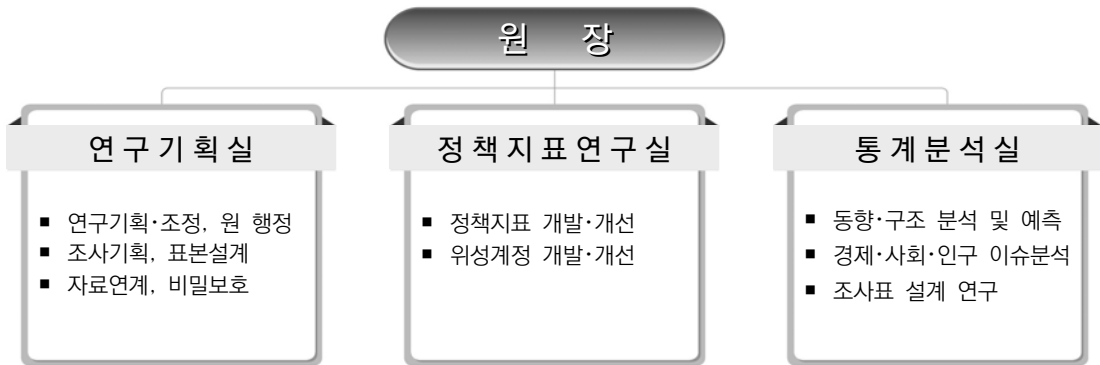 원 장
연구기획실
■ 연구기획·조정, 원 행정
■ 조사기획, 표본설계
■ 자료연계, 비밀보호
정책지표연구실
■ 정책지표 개발·개선
■ 위성계정 개발·개선
통계분석실
■ 동향·구조 분석 및 예측
■ 경제·사회·인구 이슈분석
■ 조사표 설계 연구